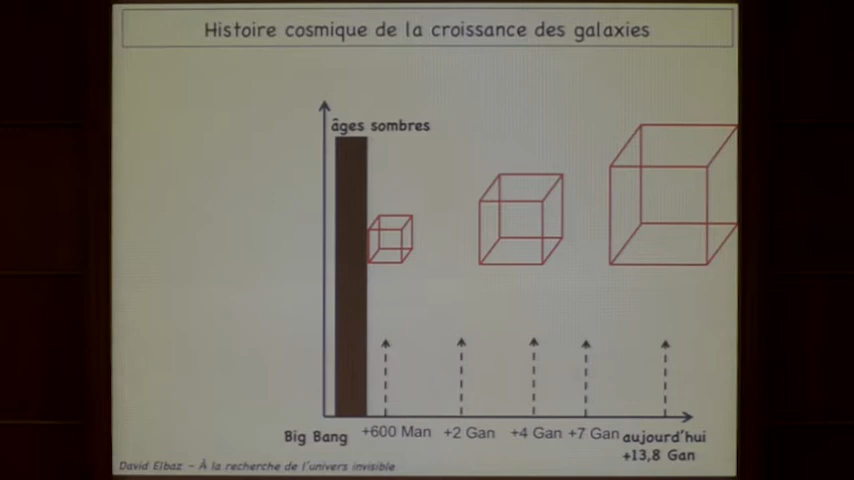 Histoire cosmique de la croissance des galaxies
âges sombres
Big Bang
+600 Man
+2 Gan
+4 Gan
+7 Gan
aujourd'hui
+13,8 Gan
David Elbaz - À la recherche de l'univers invisible